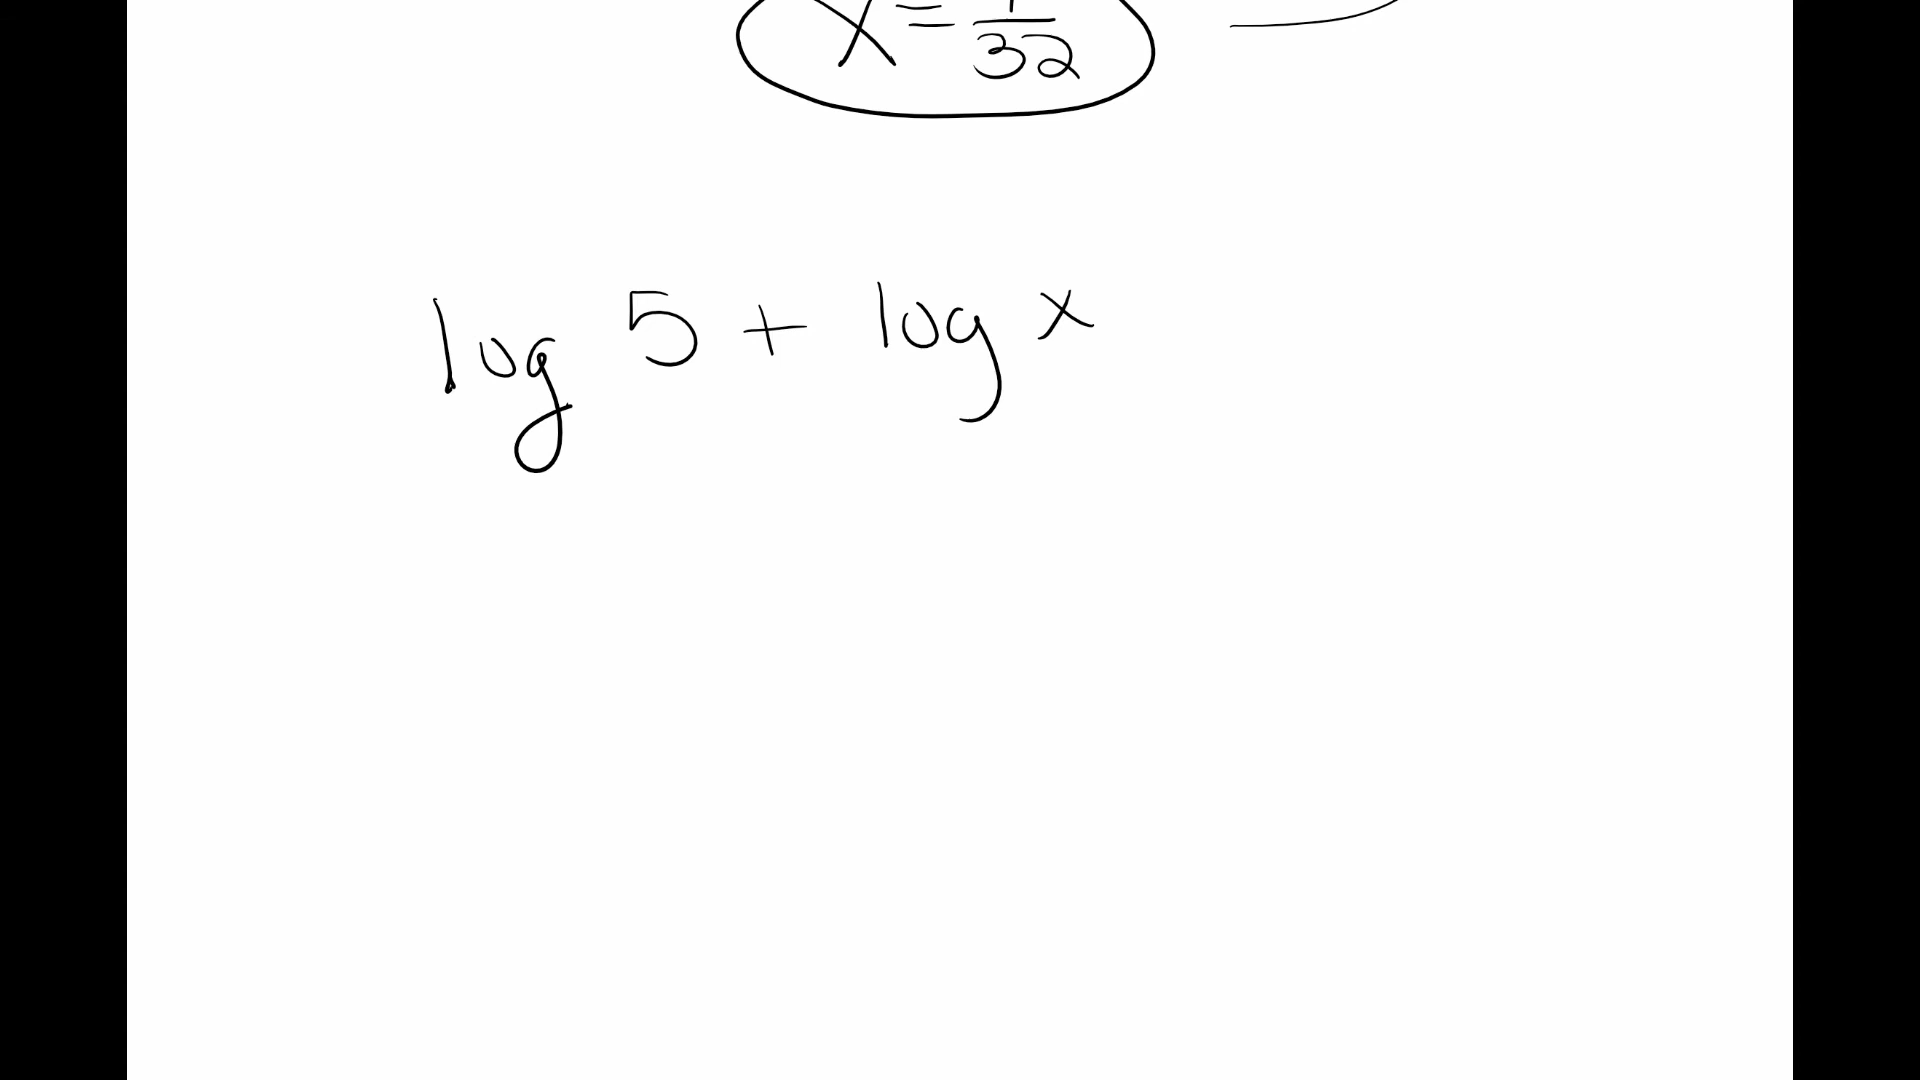 x = 1/32
log 5 + log x